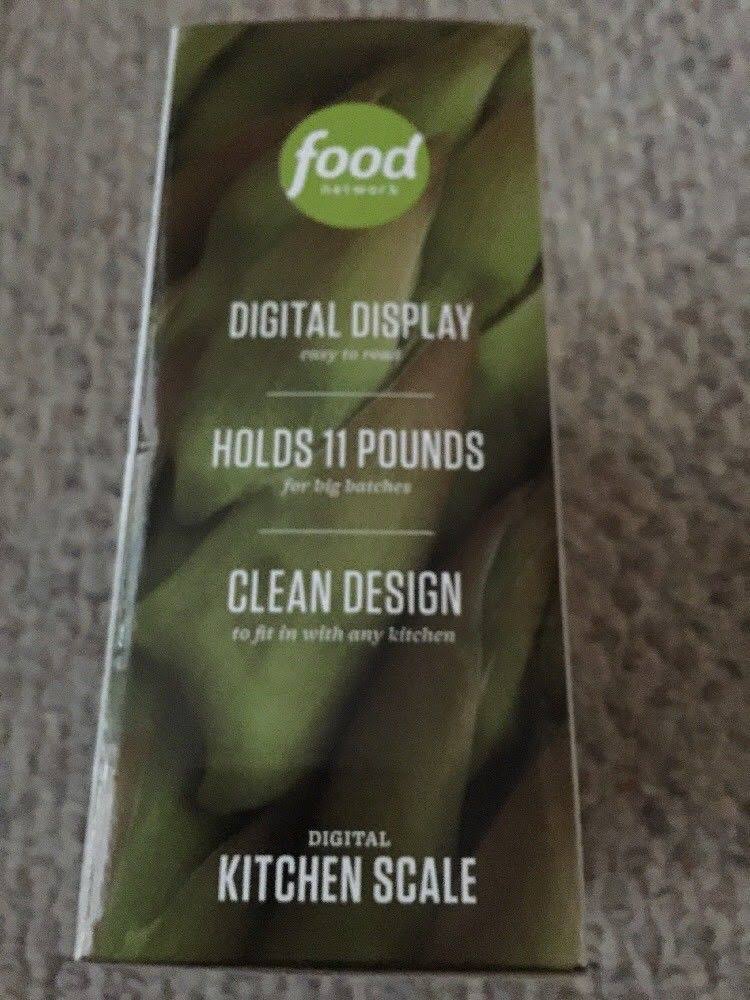 food
network
DIGITAL DISPLAY
easy to read
HOLDS 11 POUNDS
for big batches
CLEAN DESIGN
to fit in with any kitchen
DIGITAL
KITCHEN SCALE